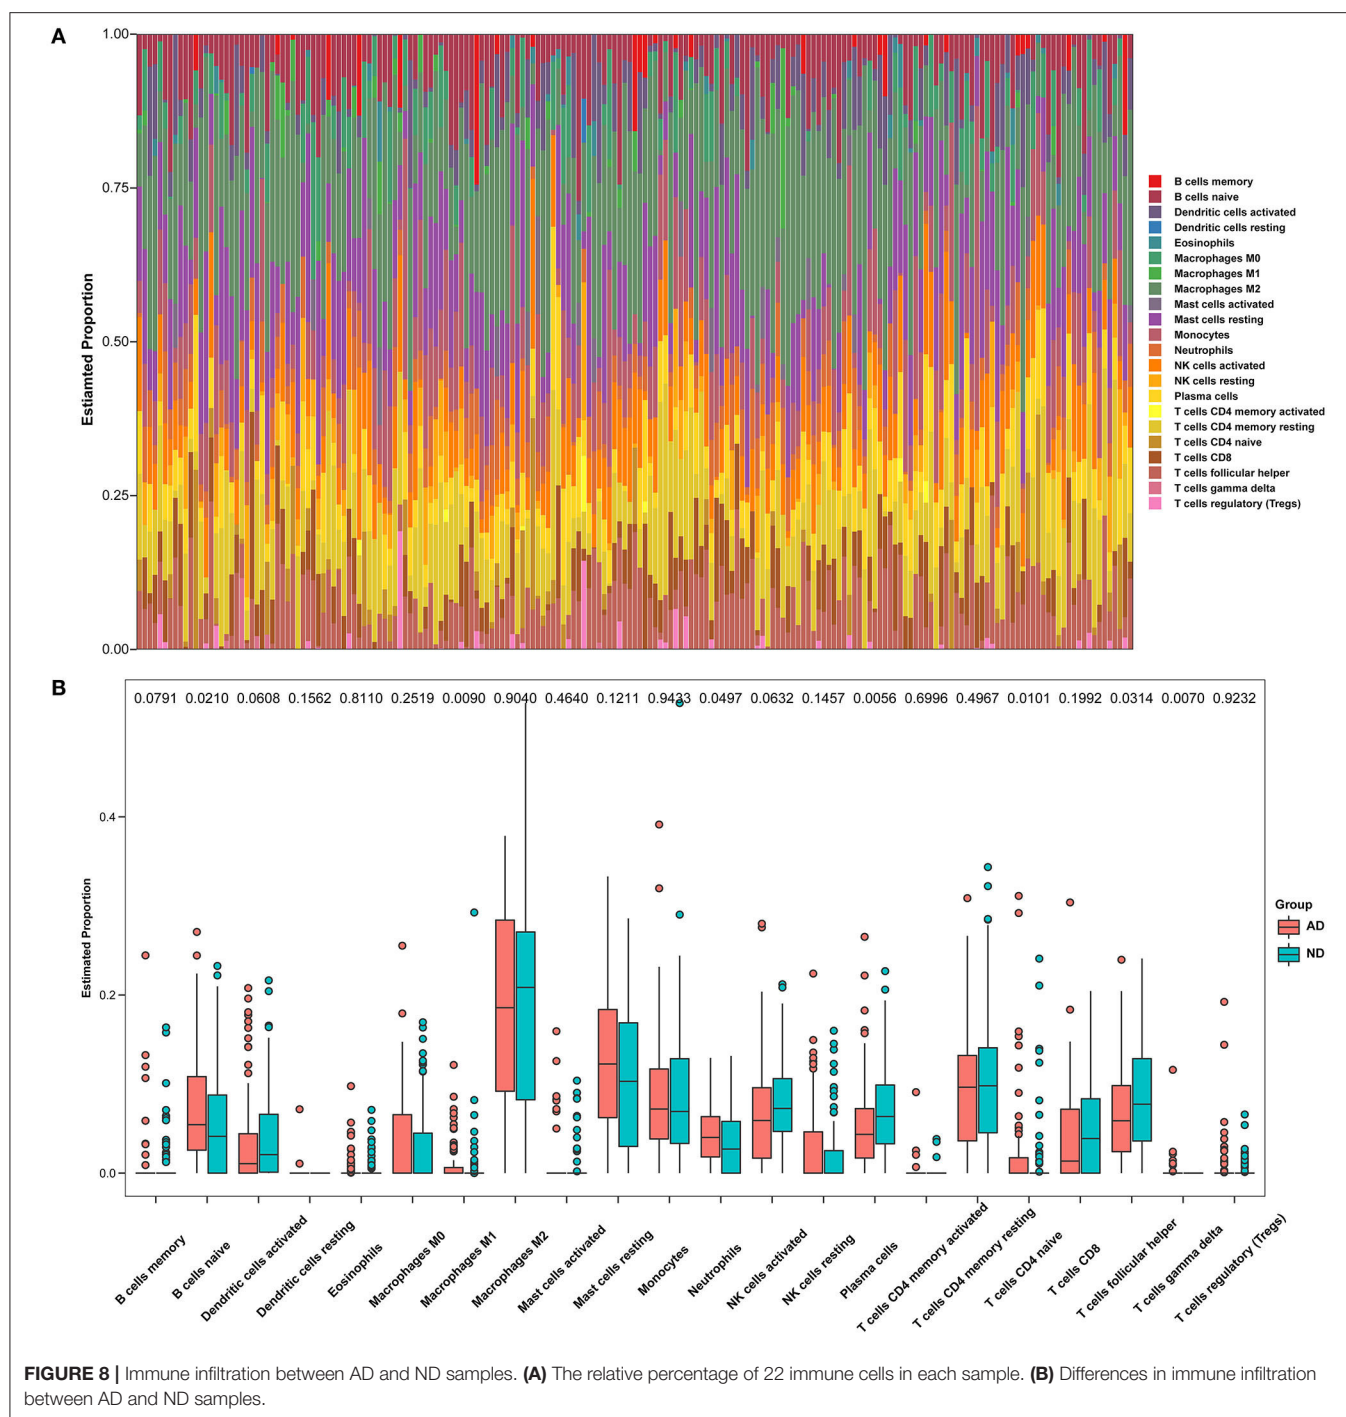 A
1.00
0.75
0.50
0.25
0.00
Estiamted Proportion
B cells memory
B cells naive
Dendritic cells activated
Dendritic cells resting
Eosinophils
Macrophages M0
Macrophages M1
Macrophages M2
Mast cells activated
Mast cells resting
Monocytes
Neutrophils
NK cells activated
NK cells resting
Plasma cells
T cells CD4 memory activated
T cells CD4 memory resting
T cells CD4 naive
T cells CD8
T cells follicular helper
T cells gamma delta
T cells regulatory (Tregs)
B
0.0791 0.0210 0.0608 0.1562 0.8110 0.2519 0.0090 0.9040 0.4640 0.1211 0.9433 0.0497 0.0632 0.1457 0.0056 0.6996 0.4967 0.0101 0.1992 0.0314 0.0070 0.9232
0.4
0.2
0.0
Estimated Proportion
Group
AD
ND
B cells memory
B cells naive
Dendritic cells activated
Dendritic cells resting
Eosinophils
Macrophages M0
Macrophages M1
Macrophages M2
Mast cells activated
Mast cells resting
Monocytes
Neutrophils
NK cells activated
NK cells resting
Plasma cells
T cells CD4 memory activated
T cells CD4 memory resting
T cells CD4 naive
T cells CD8
T cells follicular helper
T cells gamma delta
T cells regulatory (Tregs)
FIGURE 8 | Immune infiltration between AD and ND samples. (A) The relative percentage of 22 immune cells in each sample. (B) Differences in immune infiltration
between AD and ND samples.